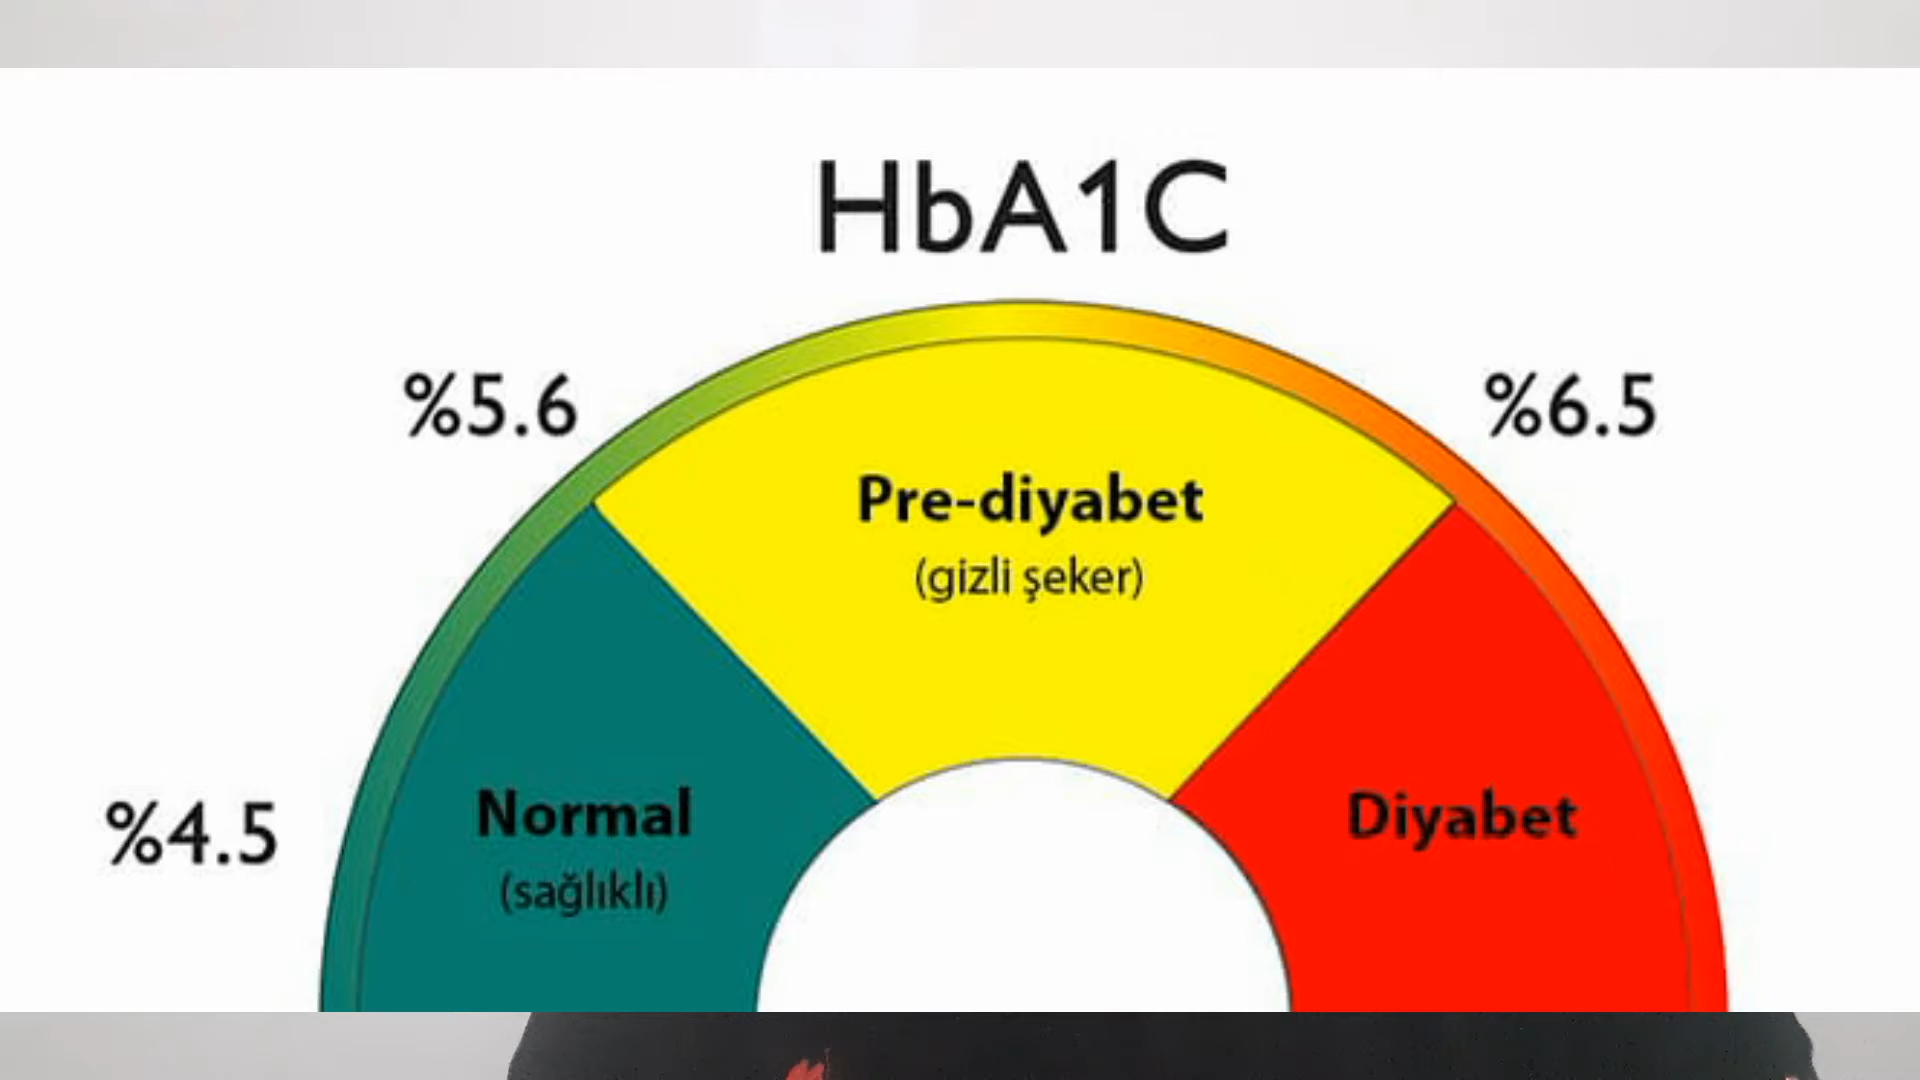 HbA1C
%5.6
%6.5
Pre-diyabet
(gizli şeker)
%4.5
Normal
(sağlıklı)
Diyabet